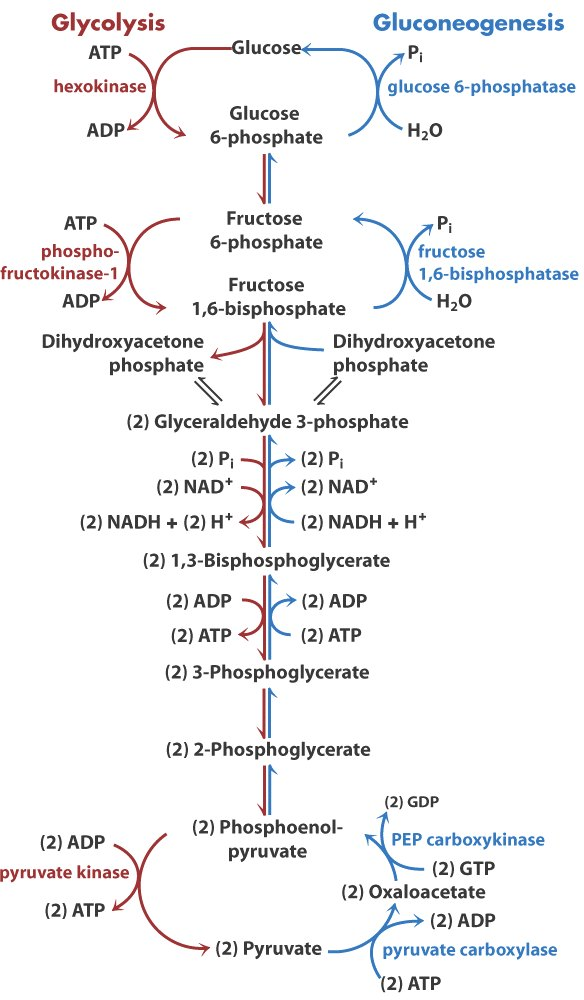 Glycolysis
Gluconeogenesis
ATP
Glucose
Pi
hexokinase
glucose 6-phosphatase
Glucose
6-phosphate
ADP
H2O
ATP
Fructose
6-phosphate
Pi
phospho-
fructokinase-1
fructose
1,6-bisphosphatase
ADP
Fructose
1,6-bisphosphate
H2O
Dihydroxyacetone
phosphate
Dihydroxyacetone
phosphate
(2) Glyceraldehyde 3-phosphate
(2) Pi
(2) Pi
(2) NAD+
(2) NAD+
(2) NADH + (2) H+
(2) NADH + H+
(2) 1,3-Bisphosphoglycerate
(2) ADP
(2) ADP
(2) ATP
(2) ATP
(2) 3-Phosphoglycerate
(2) 2-Phosphoglycerate
(2) GDP
(2) Phosphoenol-
pyruvate
(2) ADP
PEP carboxykinase
pyruvate kinase
(2) GTP
(2) Oxaloacetate
(2) ATP
(2) ADP
(2) Pyruvate
pyruvate carboxylase
(2) ATP